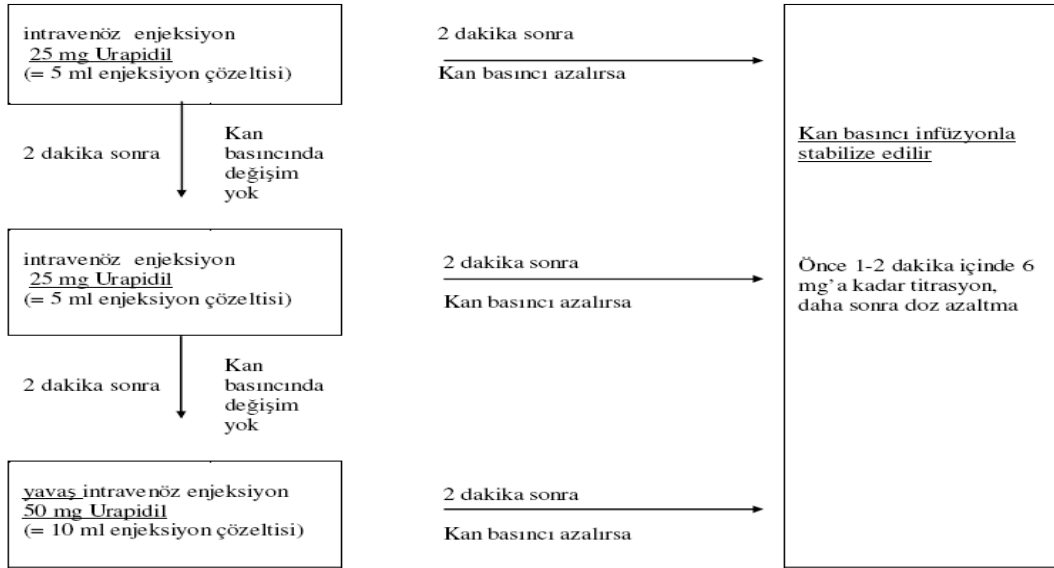 intravenöz enjeksiyon
25 mg Urapidil
(= 5 ml enjeksiyon çözeltisi)
2 dakika sonra
Kan basıncı azalırsa
2 dakika sonra
Kan
basıncında
değişim
yok
Kan basıncı infüzyonla
stabilize edilir
intravenöz enjeksiyon
25 mg Urapidil
(= 5 ml enjeksiyon çözeltisi)
2 dakika sonra
Kan basıncı azalırsa
Önce 1-2 dakika içinde 6
mg'a kadar titrasyon,
daha sonra doz azaltma
2 dakika sonra
Kan
basıncında
değişim
yok
yavaş intravenöz enjeksiyon
50 mg Urapidil
(= 10 ml enjeksiyon çözeltisi)
2 dakika sonra
Kan basıncı azalırsa